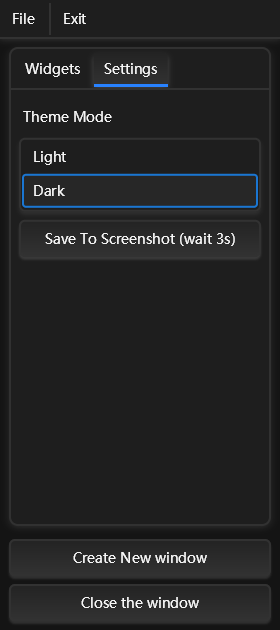 File Exit
Widgets Settings
Theme Mode
Light
Dark
Save To Screenshot (wait 3s)
Create New window
Close the window